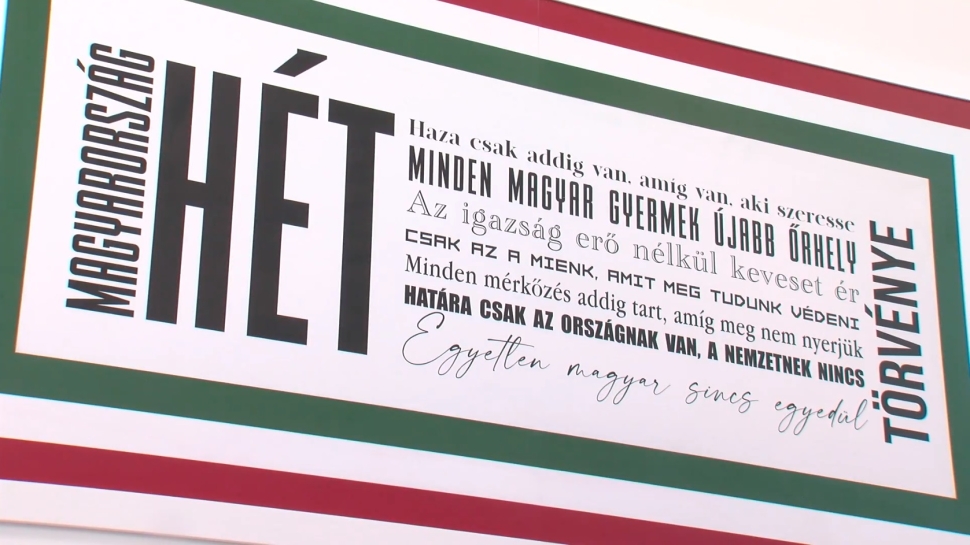 MAGYARORSZÁG
HÉT
Haza csak addig van, amíg van, aki szeresse
MINDEN MAGYAR GYERMEK ÚJABB ŐRHELY
Az igazság erő nélkül keveset ér
CSAK AZ A MIENK, AMIT MEG TUDUNK VÉDENI
Minden mérkőzés addig tart, amíg meg nem nyerjük
HATÁRA CSAK AZ ORSZÁGNAK VAN, A NEMZETNEK NINCS
Egyetlen magyar sincs egyedül
TÖRVÉNYE